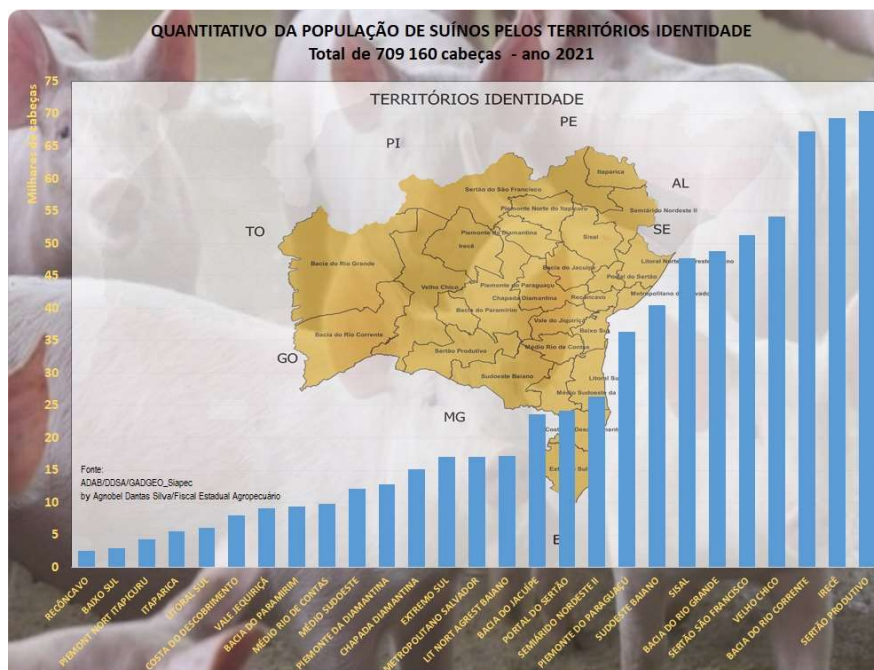 QUANTITATIVO DA POPULAÇÃO DE SUÍNOS PELOS TERRITÓRIOS IDENTIDADE
Total de 709 160 cabeças - ano 2021
Milhares de cabeças
75
70
65
60
55
50
45
40
35
30
25
20
15
10
5
0
TERRITÓRIOS IDENTIDADE
PE
PI
AL
TO
SE
GO
MG
Itaparica
Sertão do São Francisco
Semiárido Nordeste II
Piemonte Norte do Itapicuru
Piemonte da Diamantina
Sisal
Irecê
Bacia do Rio Grande
Bacia do Jacuípe
Portal do Sertão
Velho Chico
Piemonte do Paraguaçu
Chapada Diamantina
Recôncavo
Bacia do Paramirim
Vale do Jiquiriçá
Baixo Su
Bacia do Rio Corrente
Sertão Produtivo
Médio Rio de Contas
Sudoeste Baiano
Litoral Su
Médio Sudoeste da
Extremo Sul
Fonte:
ADAB/DDSA/GADGEO_Siapec
by Agnobel Dantas Silva/Fiscal Estadual Agropecuário
RECÔNCAVO
BAIXO SUL
PIEMONT NORT ITAPICURU
ITAPARICA
LITORAL SUL
COSTA DO DESCOBRIMENTO
VALE JEQUIRIÇÁ
BACIA DO PARAMIRIM
MÉDIO RIO DE CONTAS
MÉDIO SUDOESTE
PIEMONTE DA DIAMANTINA
CHAPADA DIAMANTINA
EXTREMO SUL
METROPOLITANO SALVADOR
LIT NORT AGREST BAIANO
BACIA DO JACUÍPE
PORTAL DO SERTÃO
SEMIÁRIDO NORDESTE II
PIEMONTE DO PARAGUAÇU
SUDOESTE BAIANO
SISAL
BACIA DO RIO GRANDE
SERTÃO SÃO FRANCISCO
VELHO CHICO
BACIA DO RIO CORRENTE
IRECÊ
SERTÃO PRODUTIVO